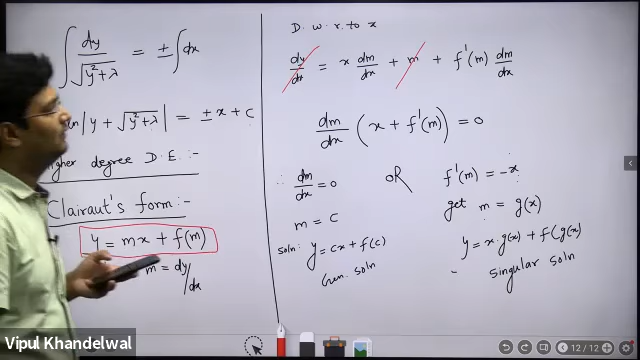 ∫ dy/√(y²+λ) = ± ∫ dx
|y + √(y²+λ)| = ± x + C
Higher degree D.E. :-
Clairaut's form :-
y = mx + f(m)
m = dy/dx
D. w. r. to x
dy/dx = x dm/dx + m + f'(m) dm/dx
dm/dx (x + f'(m)) = 0
∴ dm/dx = 0
m = C
soln: y = cx + f(c)
Gen. soln
OR
f'(m) = -x
get m = g(x)
y = x·g(x) + f(g(x)
singular soln
Vipul Khandelwal
12 / 12